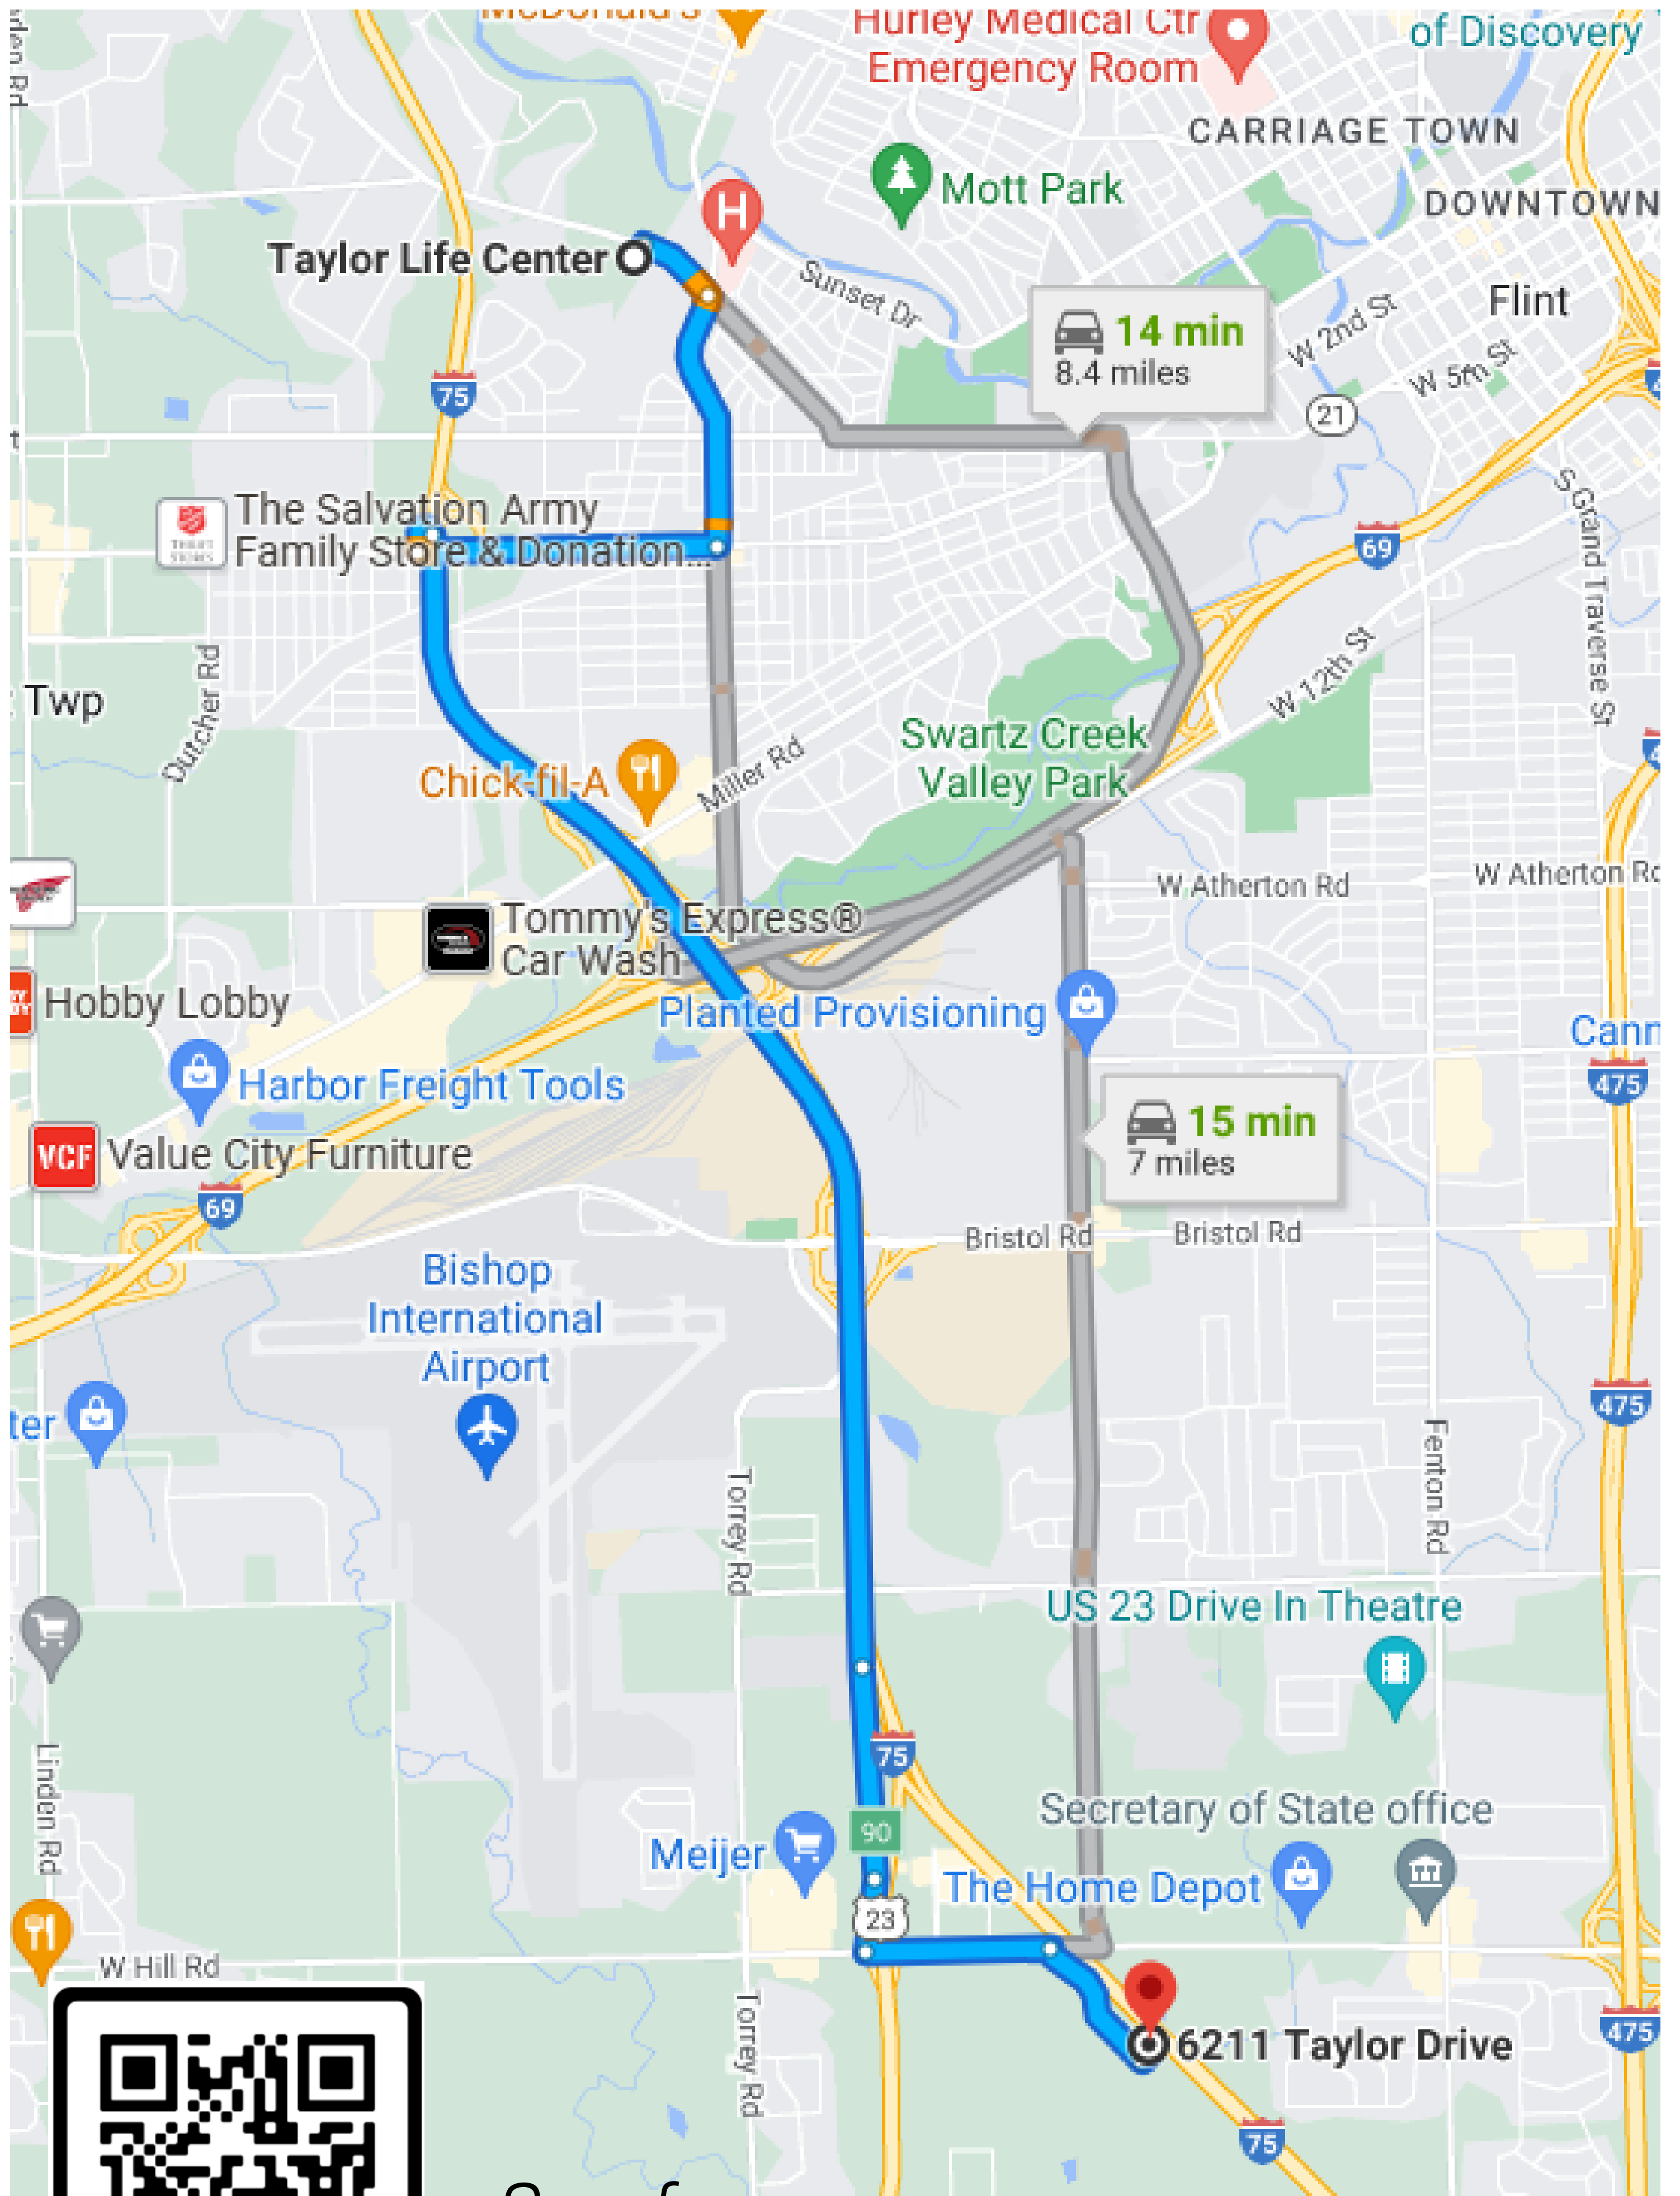 McDonald's
Hurley Medical Ctr
Emergency Room
of Discovery
CARRIAGE TOWN
DOWNTOWN
H
Mott Park
Taylor Life Center
Sunset Dr
Flint
14 min
8.4 miles
W 2nd St
W 5th St
21
75
The Salvation Army
Family Store & Donation...
69
S Grand Traverse St
Twp
Dutcher Rd
W 12th St
Swartz Creek
Valley Park
Chick-fil-A
Miller Rd
W Atherton Rd
W Atherton Rd
Tommy's Express®
Car Wash
Hobby Lobby
Planted Provisioning
Harbor Freight Tools
475
15 min
7 miles
VCF
Value City Furniture
69
Bristol Rd
Bristol Rd
Bishop
International
Airport
475
ter
Fenton Rd
Torrey Rd
US 23 Drive In Theatre
Linden Rd
75
90
Secretary of State office
Meijer
The Home Depot
23
W Hill Rd
Torrey Rd
6211 Taylor Drive
475
75